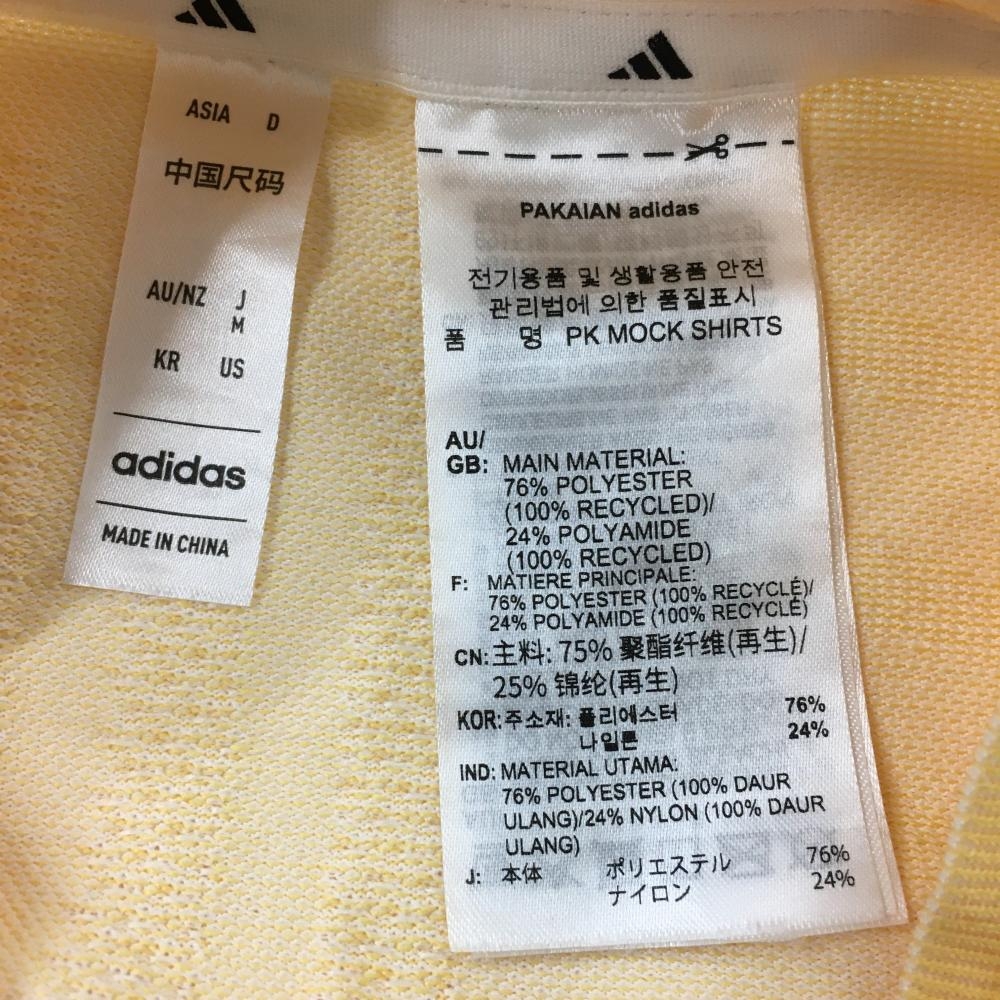 ASIA D
中国尺码
AU/NZ J
M
KR US
adidas
MADE IN CHINA
PAKAIAN adidas
전기용품 및 생활용품 안전
관리법에 의한 품질표시
품 명 PK MOCK SHIRTS
AU/
GB: MAIN MATERIAL:
76% POLYESTER
(100% RECYCLED)/
24% POLYAMIDE
(100% RECYCLED)
F: MATIERE PRINCIPALE:
76% POLYESTER (100% RECYCLÉ)/
24% POLYAMIDE (100% RECYCLÉ)
CN: 主料: 75% 聚酯纤维(再生)/
25% 锦纶(再生)
KOR: 주소재: 폴리에스터 76%
나일론 24%
IND: MATERIAL UTAMA:
76% POLYESTER (100% DAUR
ULANG)/24% NYLON (100% DAUR
ULANG)
J: 本体 ポリエステル 76%
ナイロン 24%